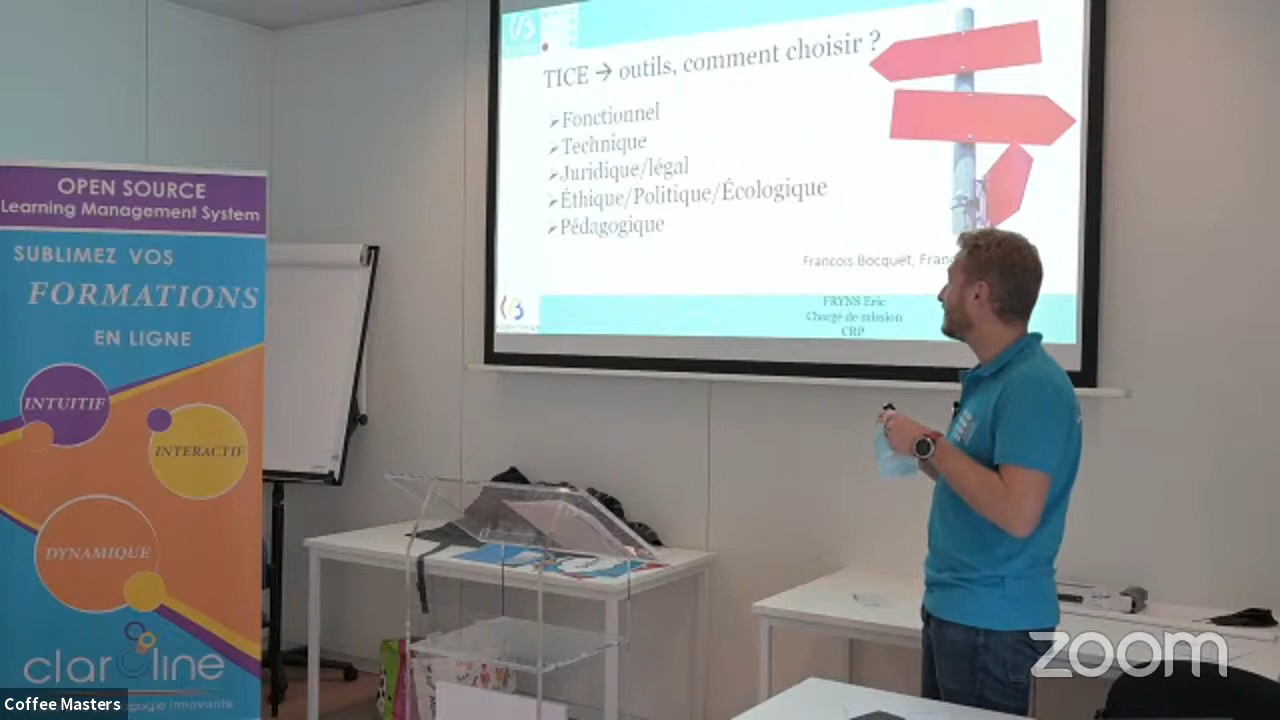 OPEN SOURCE
Learning Management System
SUBLIMEZ VOS
FORMATIONS
EN LIGNE
INTUITIF
INTERACTIF
DYNAMIQUE
claroline
innovante
TICE → outils, comment choisir ?
➢Fonctionnel
➢Technique
➢Juridique/légal
➢Éthique/Politique/Écologique
➢Pédagogique
Francois Bocquet,
FRYNS Eric
Chargé de mission
CRP
Coffee Masters
zoom